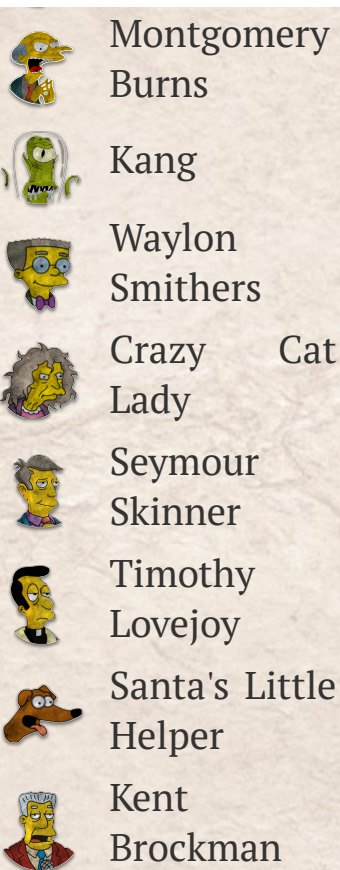 Montgomery
Burns
Kang
Waylon
Smithers
Crazy Cat
Lady
Seymour
Skinner
Timothy
Lovejoy
Santa's Little
Helper
Kent
Brockman